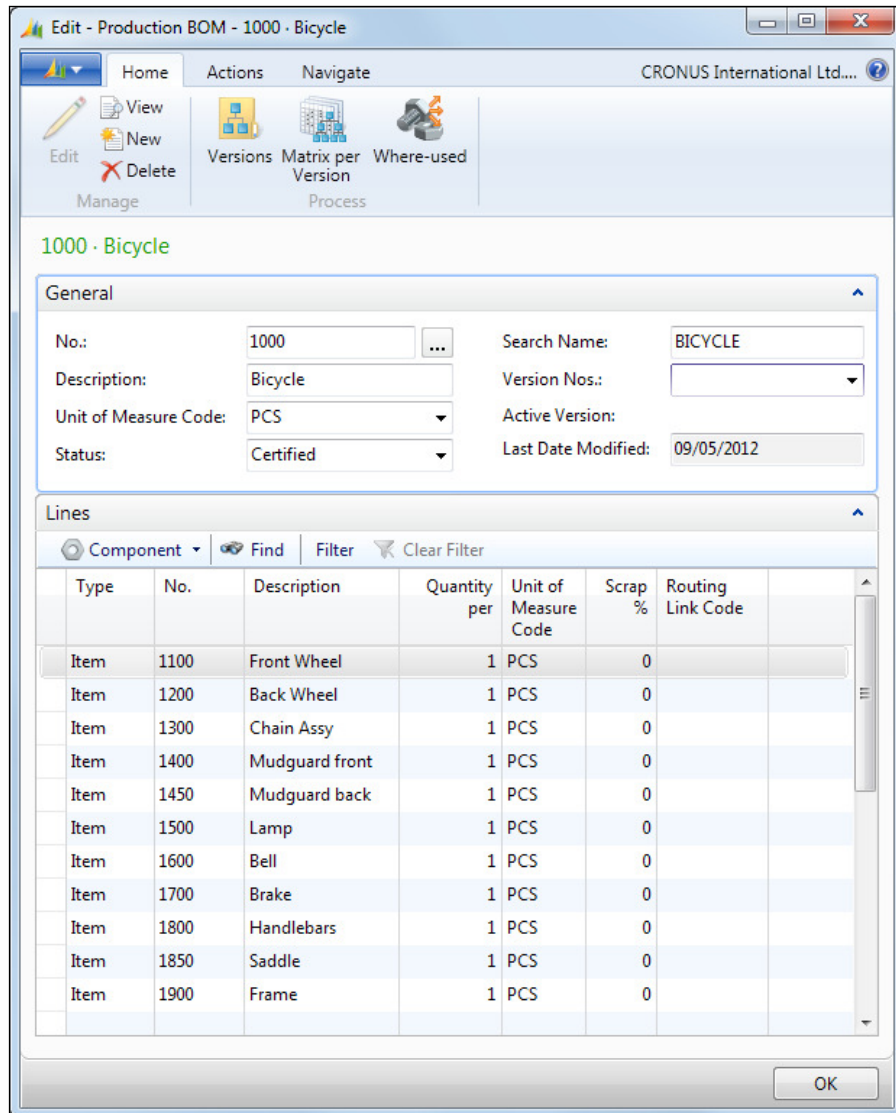 Edit - Production BOM - 1000 · Bicycle
Home Actions Navigate CRONUS International Ltd....
Edit
View
New
Delete
Manage
Versions
Matrix per Version
Where-used
Process
1000 · Bicycle
General
No.: 1000 ...
Description: Bicycle
Unit of Measure Code: PCS
Status: Certified
Search Name: BICYCLE
Version Nos.:
Active Version:
Last Date Modified: 09/05/2012
Lines
Component Find Filter Clear Filter
Type No. Description Quantity per Unit of Measure Code Scrap % Routing Link Code
Item 1100 Front Wheel 1 PCS 0
Item 1200 Back Wheel 1 PCS 0
Item 1300 Chain Assy 1 PCS 0
Item 1400 Mudguard front 1 PCS 0
Item 1450 Mudguard back 1 PCS 0
Item 1500 Lamp 1 PCS 0
Item 1600 Bell 1 PCS 0
Item 1700 Brake 1 PCS 0
Item 1800 Handlebars 1 PCS 0
Item 1850 Saddle 1 PCS 0
Item 1900 Frame 1 PCS 0
OK